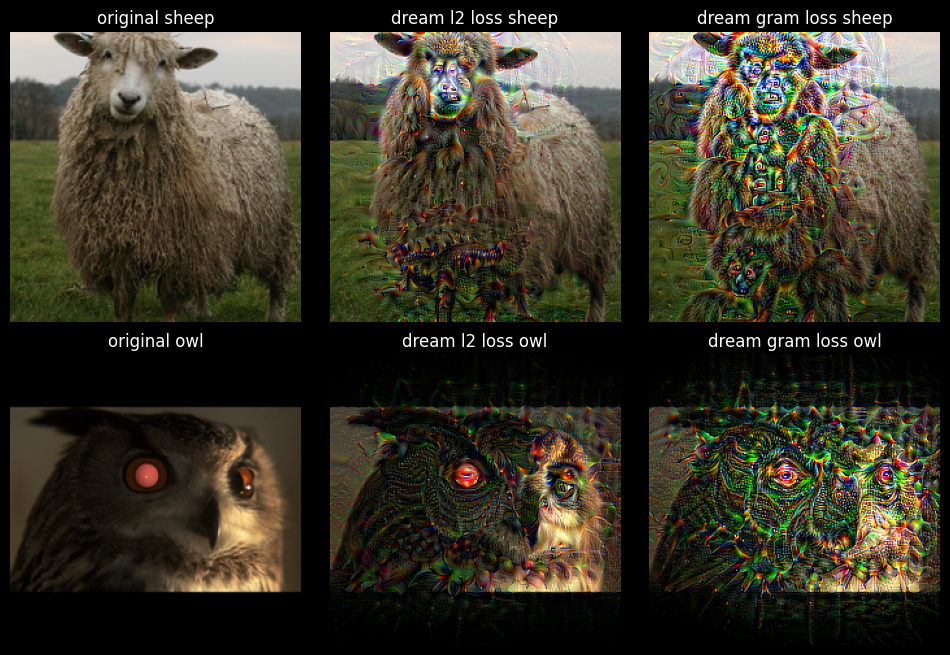 original sheep
dream l2 loss sheep
dream gram loss sheep
original owl
dream l2 loss owl
dream gram loss owl